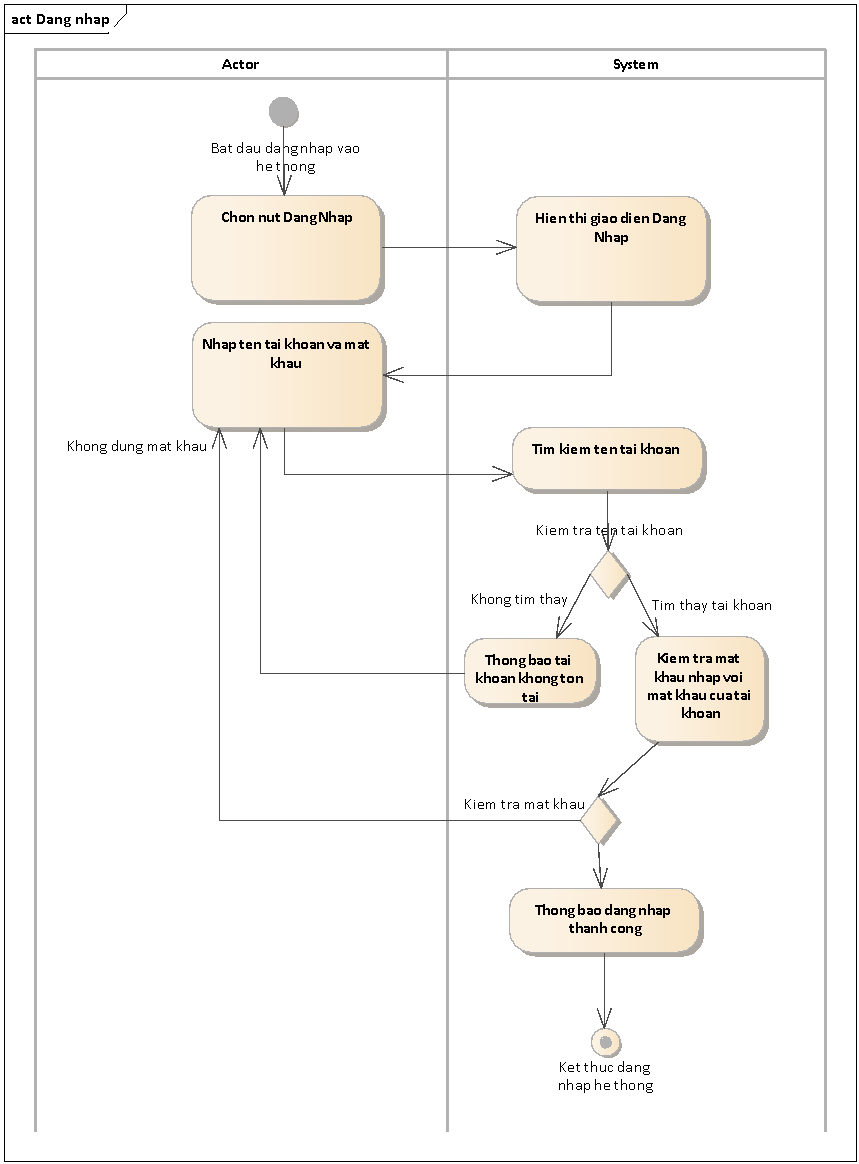 act Dang nhap
Actor
System
Bat dau dang nhap vao
he thong
Chon nut Dang Nhap
Hien thi giao dien Dang
Nhap
Nhap ten tai khoan va mat
khau
Khong dung mat khau
Tim kiem ten tai khoan
Kiem tra ten tai khoan
Khong tim thay
Tim thay tai khoan
Thong bao tai
khoan khong ton
tai
Kiem tra mat
khau nhap voi
mat khau cua tai
khoan
Kiem tra mat khau
Thong bao dang nhap
thanh cong
Ket thuc dang
nhap he thong